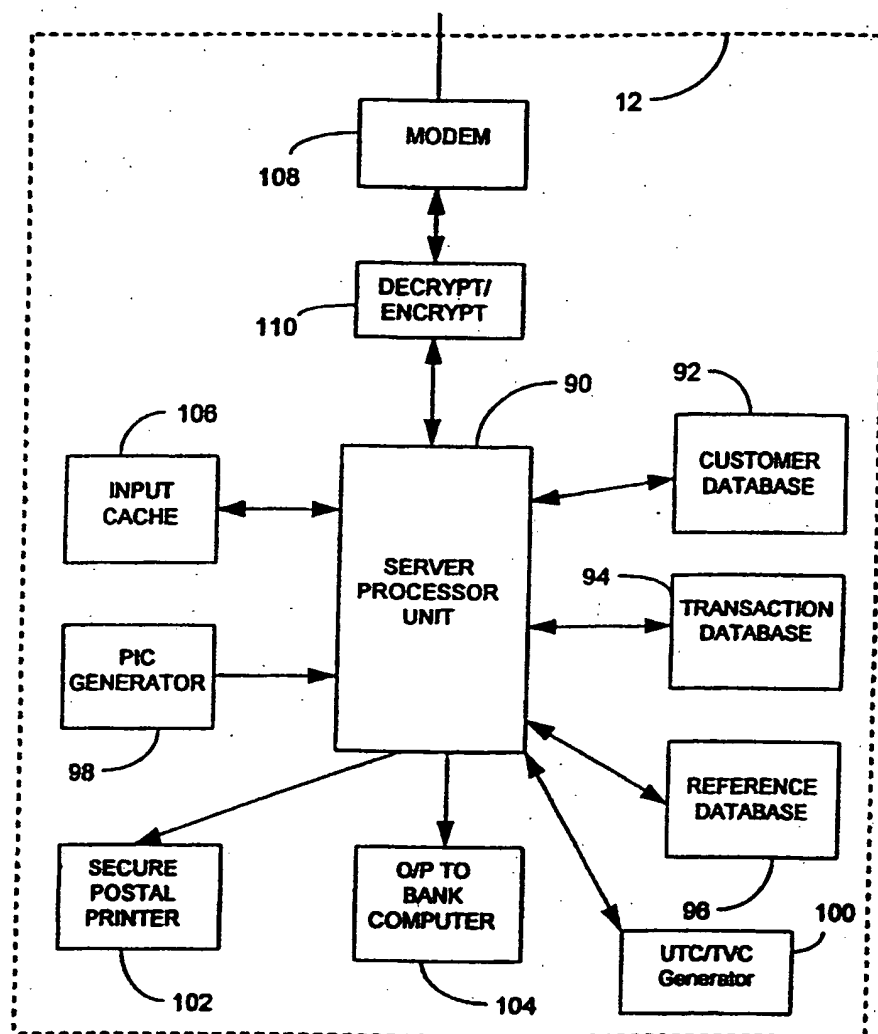 12
MODEM
108
DECRYPT/
ENCRYPT
110
90
92
106
CUSTOMER
DATABASE
INPUT
CACHE
SERVER
PROCESSOR
UNIT
94
TRANSACTION
DATABASE
PIC
GENERATOR
98
REFERENCE
DATABASE
96
SECURE
POSTAL
PRINTER
O/P TO
BANK
COMPUTER
100
UTC/TVC
Generator
102
104